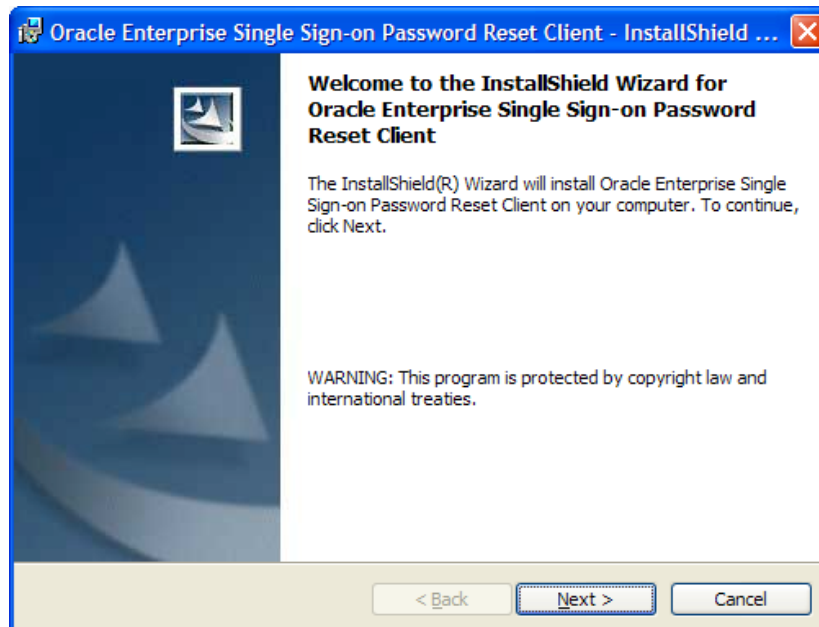 Oracle Enterprise Single Sign-on Password Reset Client - InstallShield ...
Welcome to the InstallShield Wizard for
Oracle Enterprise Single Sign-on Password
Reset Client
The InstallShield(R) Wizard will install Oracle Enterprise Single
Sign-on Password Reset Client on your computer. To continue,
click Next.
WARNING: This program is protected by copyright law and
international treaties.
< Back
Next >
Cancel